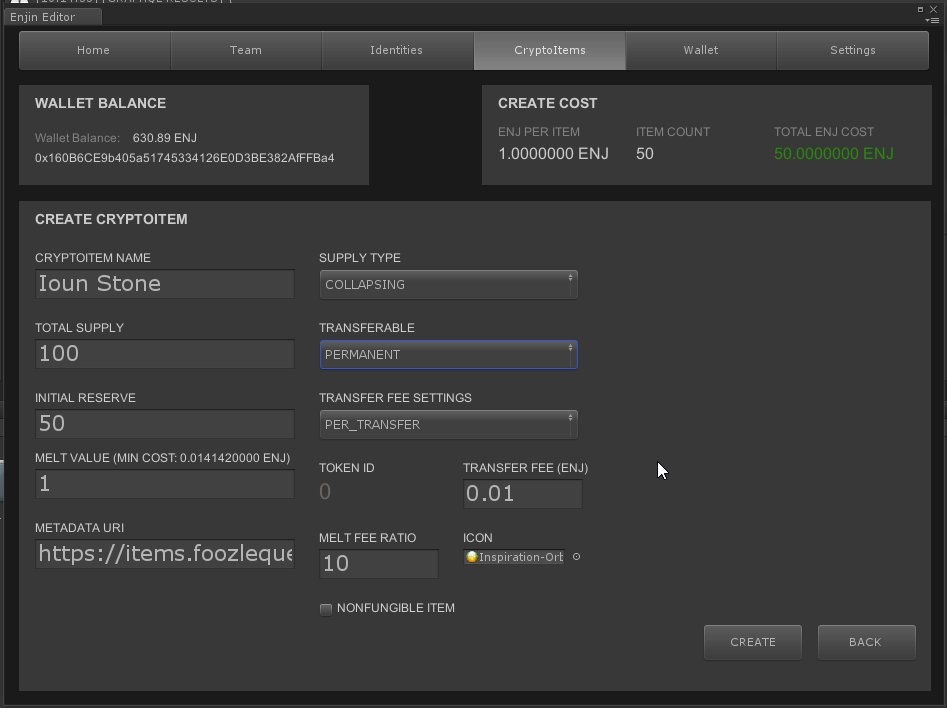 Enjin Editor
Home Team Identities CryptoItems Wallet Settings
WALLET BALANCE
Wallet Balance: 630.89 ENJ
0x160B6CE9b405a51745334126E0D3BE382AfFFBa4
CREATE COST
ENJ PER ITEM ITEM COUNT TOTAL ENJ COST
1.0000000 ENJ 50 50.0000000 ENJ
CREATE CRYPTOITEM
CRYPTOITEM NAME SUPPLY TYPE
Ioun Stone COLLAPSING
TOTAL SUPPLY TRANSFERABLE
100 PERMANENT
INITIAL RESERVE TRANSFER FEE SETTINGS
50 PER_TRANSFER
MELT VALUE (MIN COST: 0.0141420000 ENJ) TOKEN ID TRANSFER FEE (ENJ)
1 0 0.01
METADATA URI MELT FEE RATIO ICON
https://items.foozleque 10 Inspiration-Orb
NONFUNGIBLE ITEM
CREATE BACK